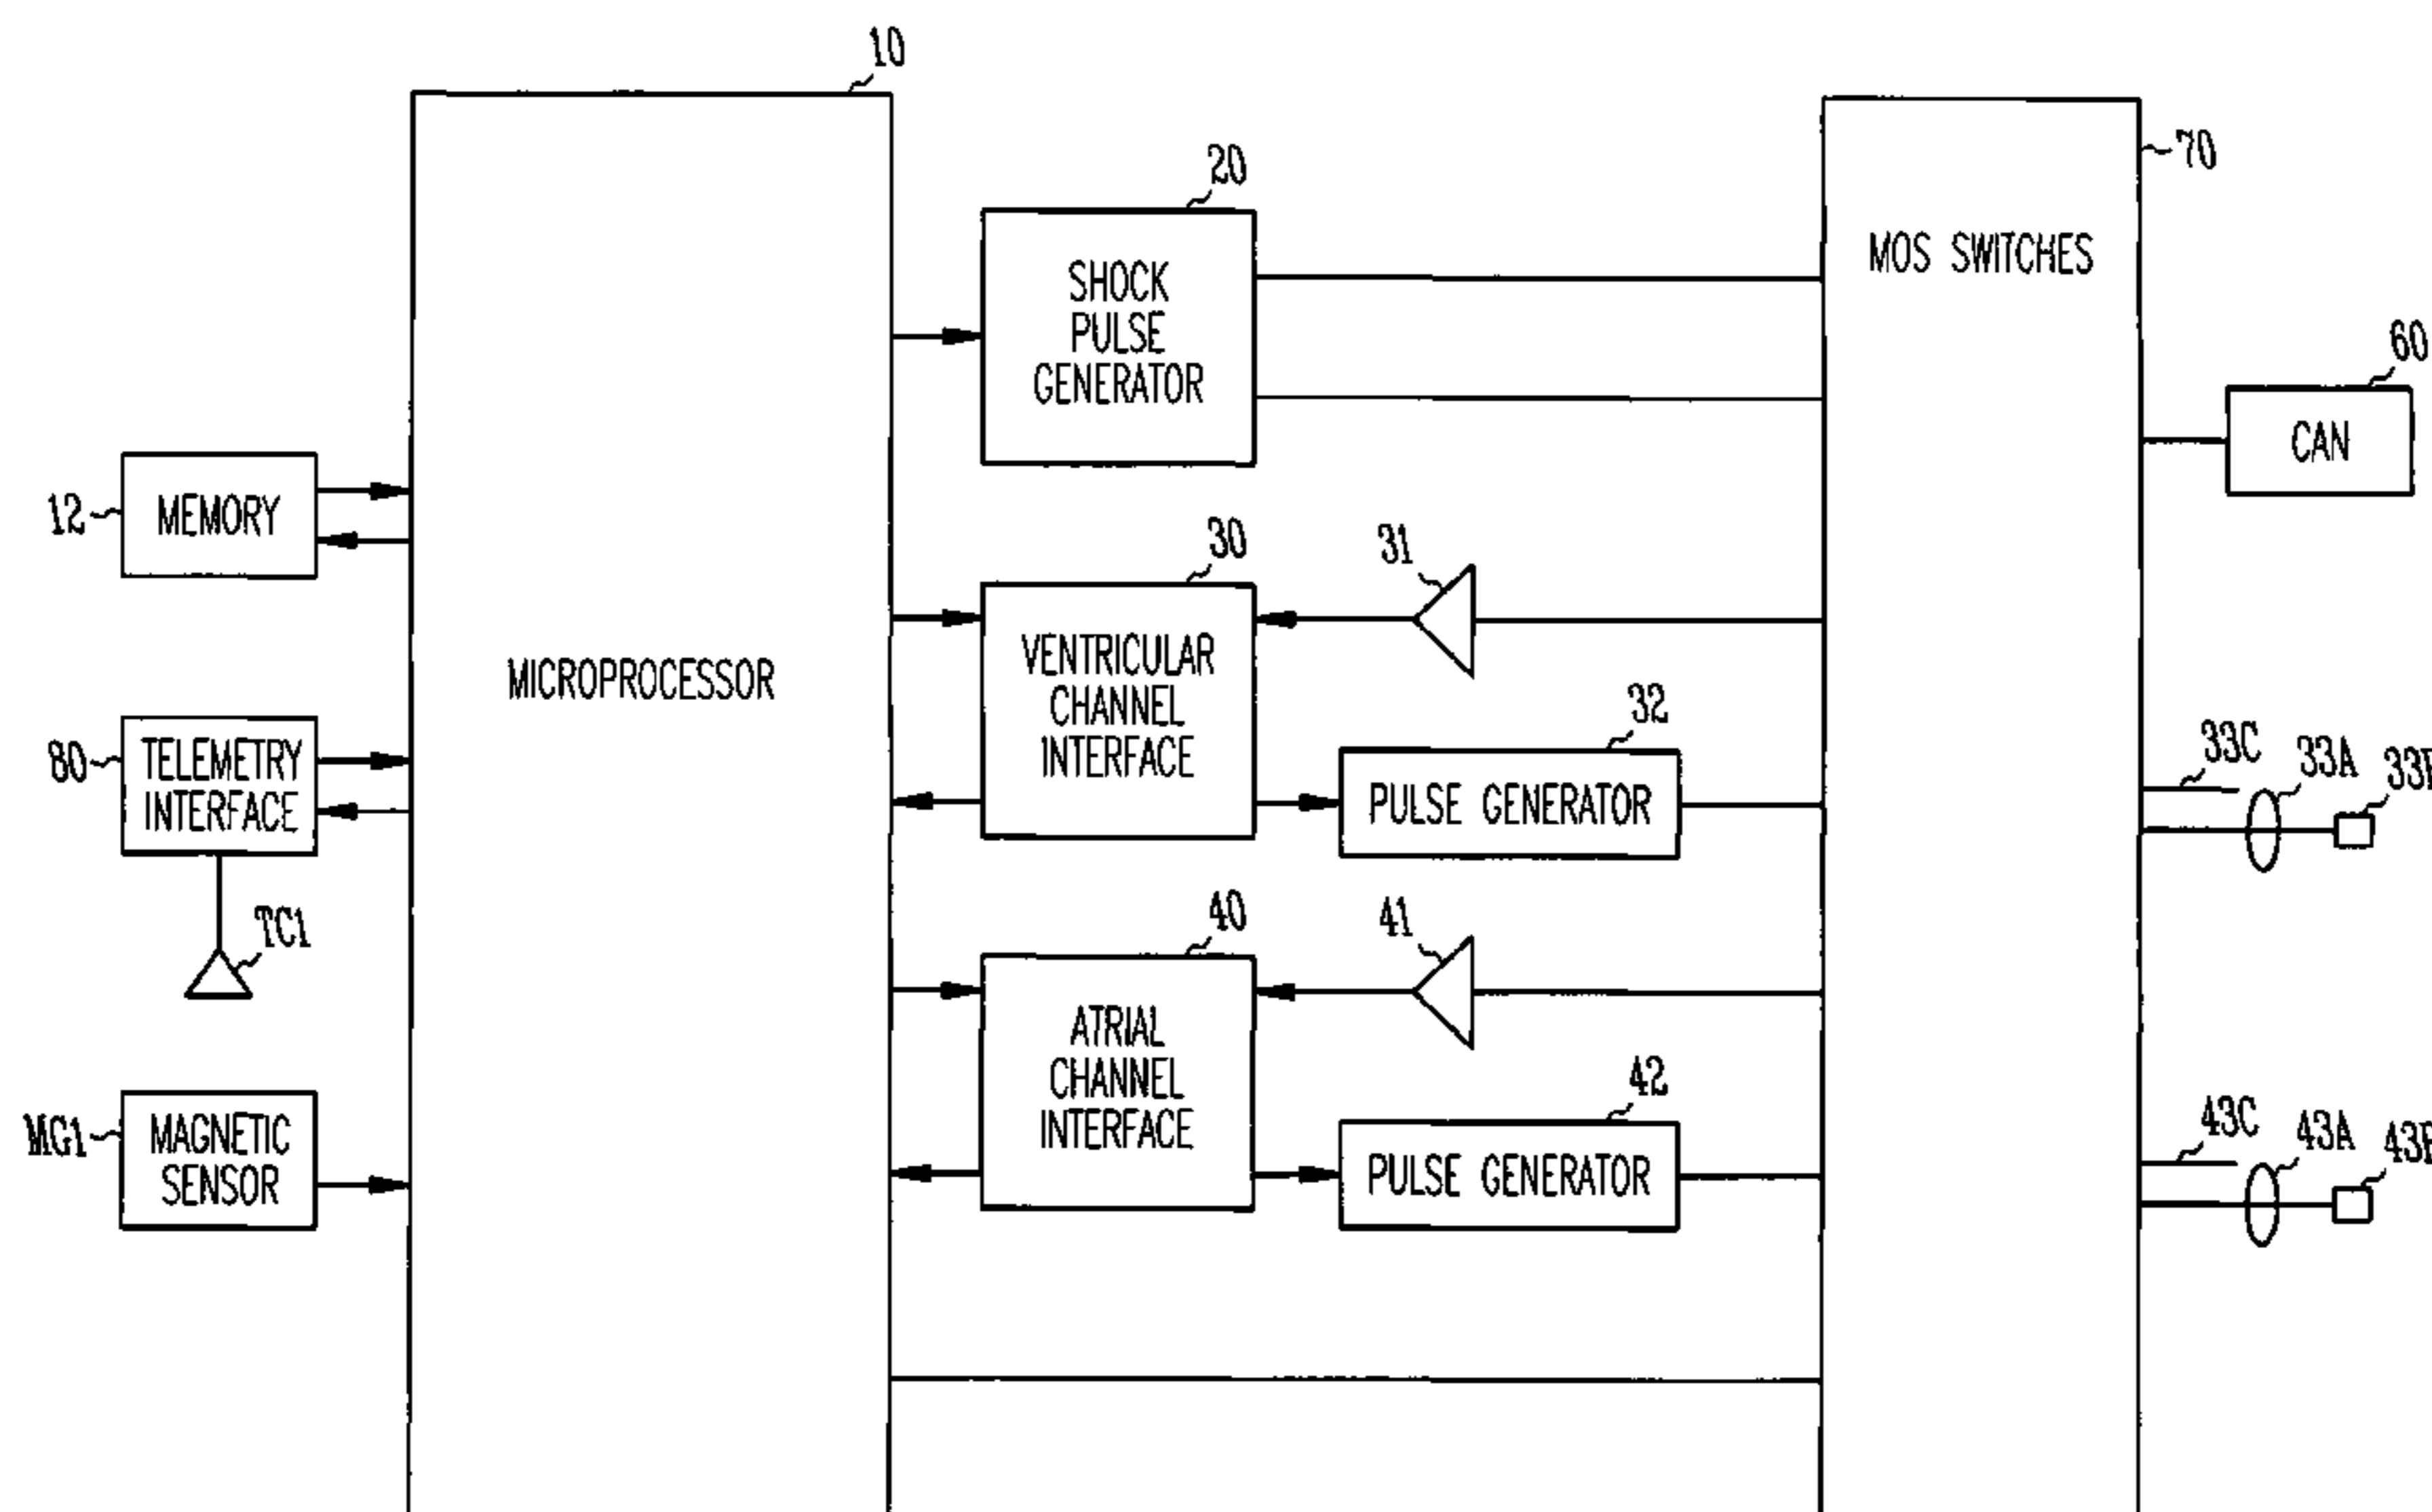 10
MICROPROCESSOR
20
SHOCK
PULSE
GENERATOR
70
MOS SWITCHES
60
CAN
12
MEMORY
30
VENTRICULAR
CHANNEL
INTERFACE
31
32
PULSE GENERATOR
33C
33A
80
TELEMETRY
INTERFACE
TC1
40
ATRIAL
CHANNEL
INTERFACE
41
42
PULSE GENERATOR
43C
43A
MG1
MAGNETIC
SENSOR